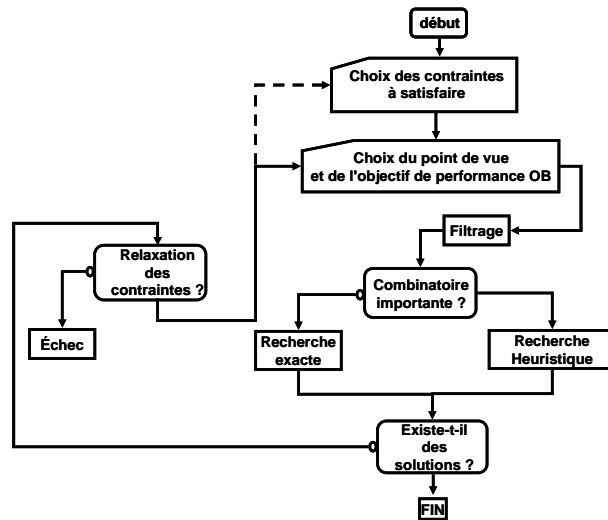 début
Choix des contraintes
à satisfaire
Choix du point de vue
et de l'objectif de performance OB
Filtrage
Relaxation
des
contraintes ?
Combinatoire
importante ?
Échec
Recherche
exacte
Recherche
Heuristique
Existe-t-il
des
solutions ?
FIN